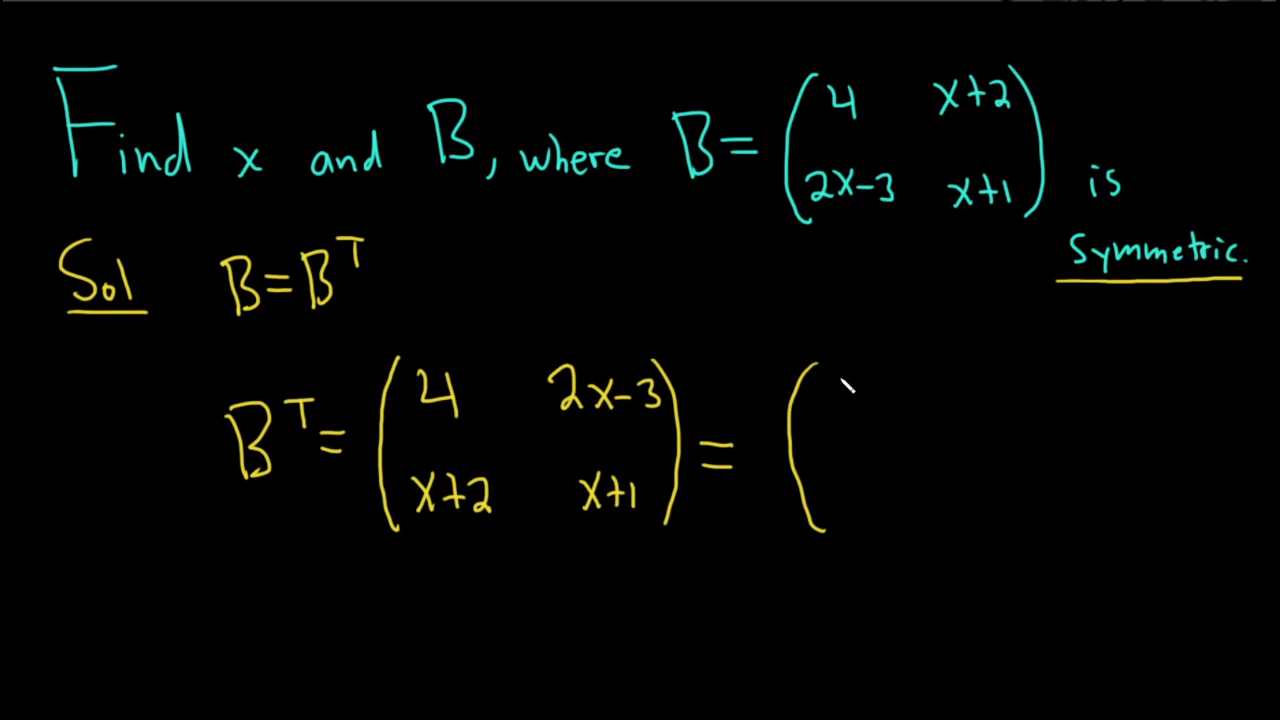 Find x and B, where B = ( 4 x+2
2x-3 x+1 ) is
Symmetric.
Sol B = B^T
B^T = ( 4 2x-3
x+2 x+1 ) = (